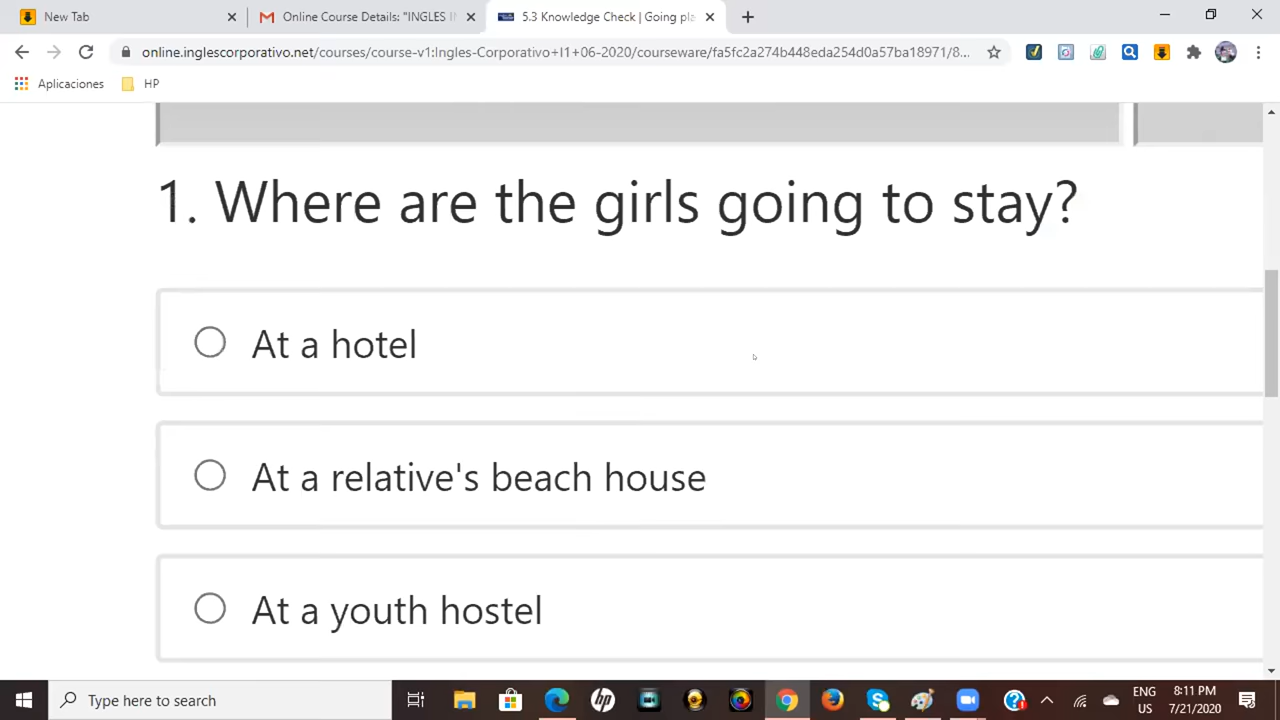 New Tab
Online Course Details: "INGLES I
5.3 Knowledge Check | Going pla
online.inglescorporativo.net/courses/course-v1:Ingles-Corporativo+I1+06-2020/courseware/fa5fc2a274b448eda254d0a57ba18971/8...
Aplicaciones
HP
1. Where are the girls going to stay?
At a hotel
At a relative's beach house
At a youth hostel
Type here to search
ENG
US
8:11 PM
7/21/2020